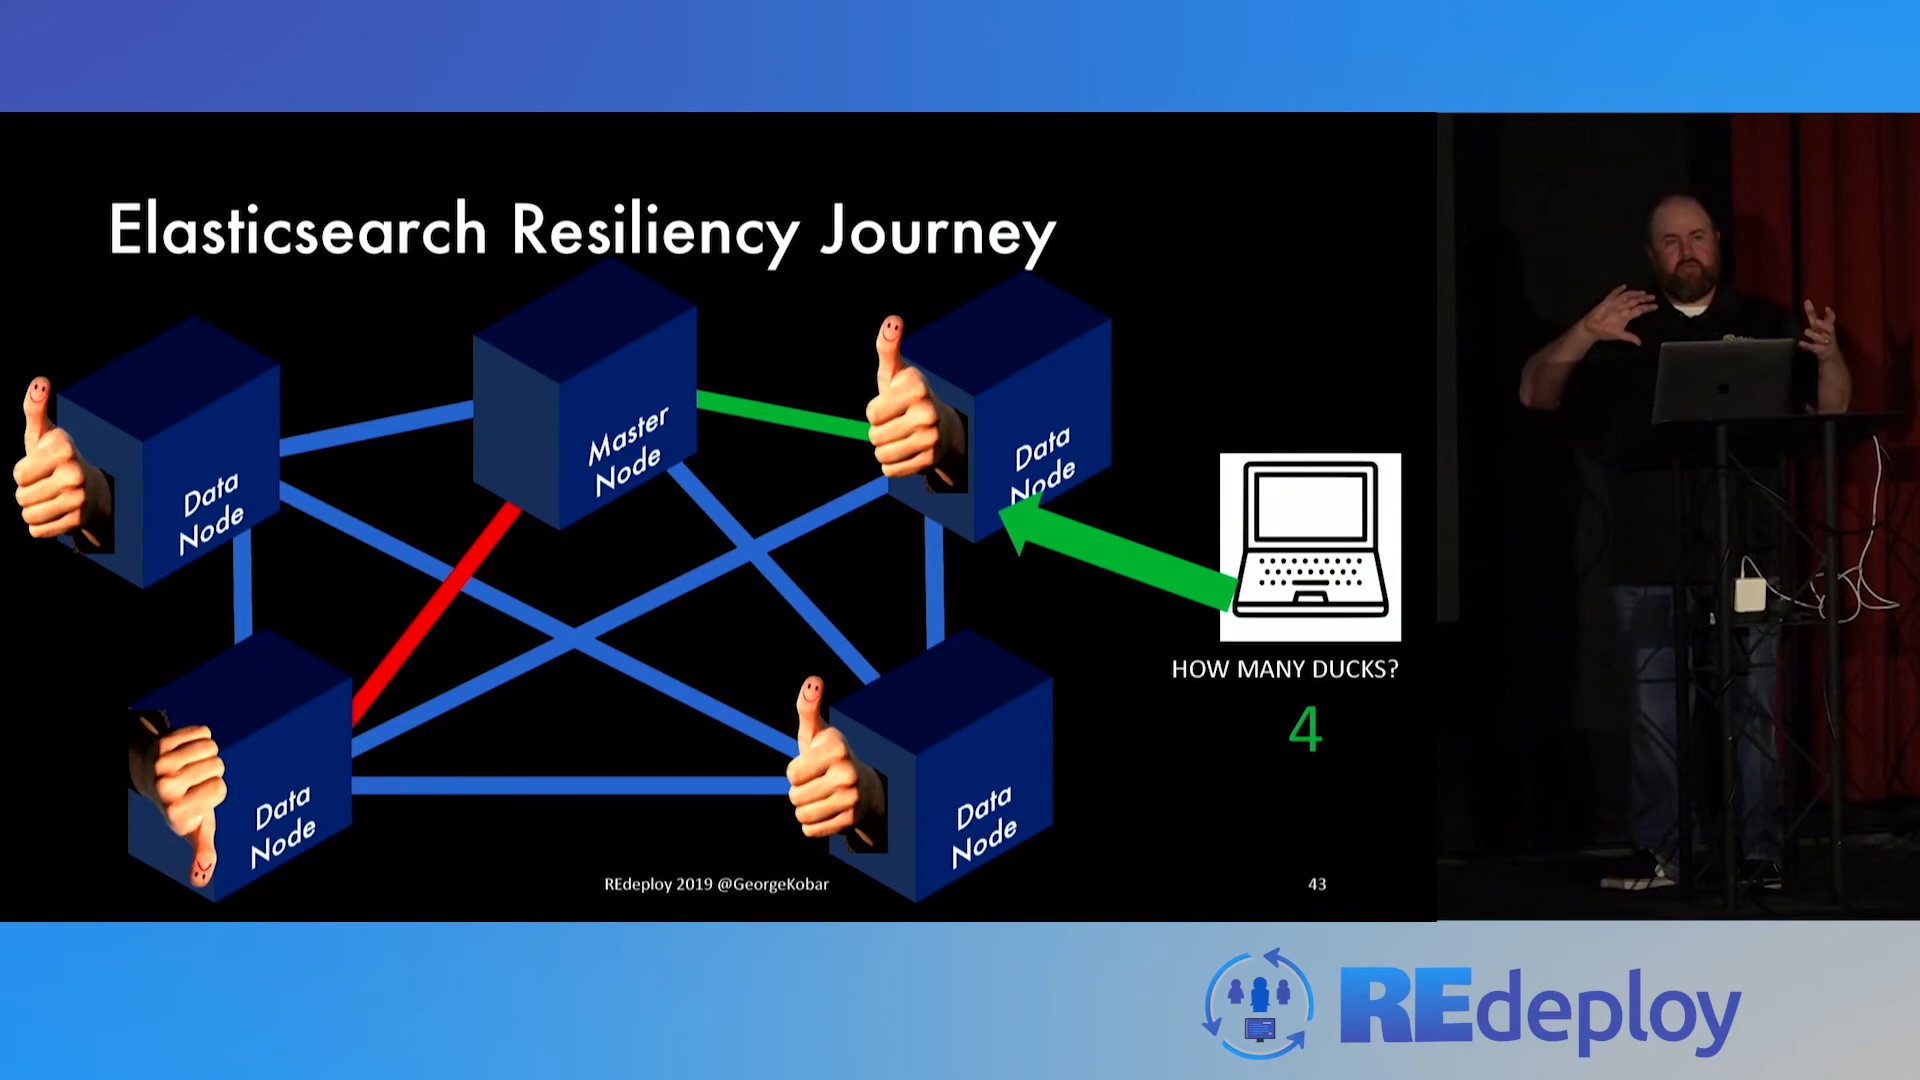 Elasticsearch Resiliency Journey
Master
Node
Data
Node
Data
Node
Data
Node
Data
Node
HOW MANY DUCKS?
4
REdeploy 2019 @GeorgeKobar
43
REdeploy